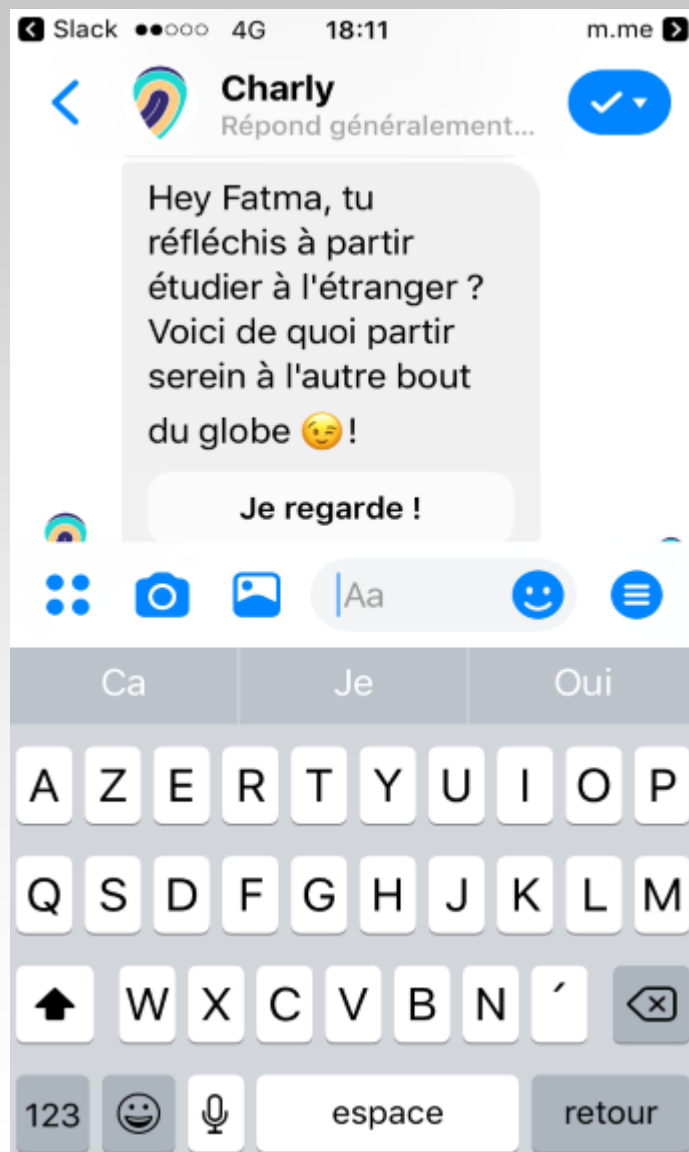 Slack 4G 18:11 m.me
Charly
Répond généralement...
Hey Fatma, tu
réfléchis à partir
étudier à l'étranger ?
Voici de quoi partir
serein à l'autre bout
du globe 😉 !
Je regarde !
Aa
Ca Je Oui
A Z E R T Y U I O P
Q S D F G H J K L M
W X C V B N ´
123 espace retour